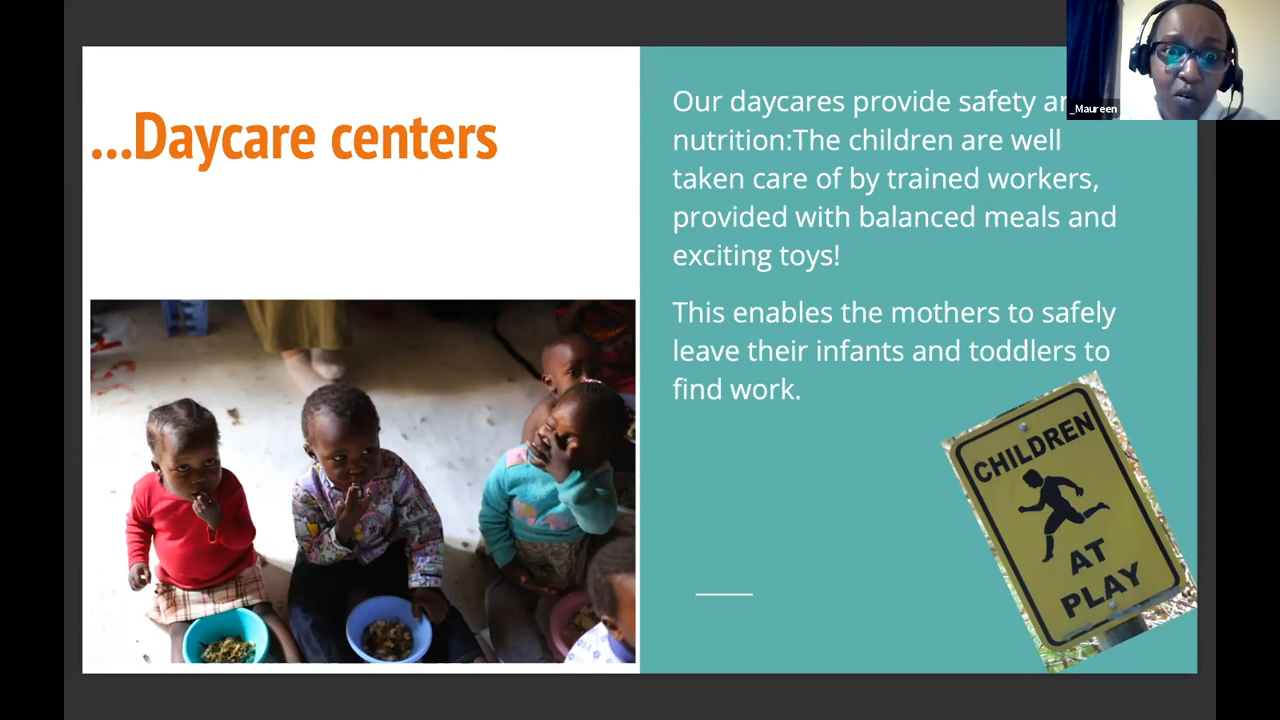 ...Daycare centers
Our daycares provide safety
nutrition:The children are well
taken care of by trained workers,
provided with balanced meals and
exciting toys!
This enables the mothers to safely
leave their infants and toddlers to
find work.
CHILDREN
AT
PLAY
_Maureen